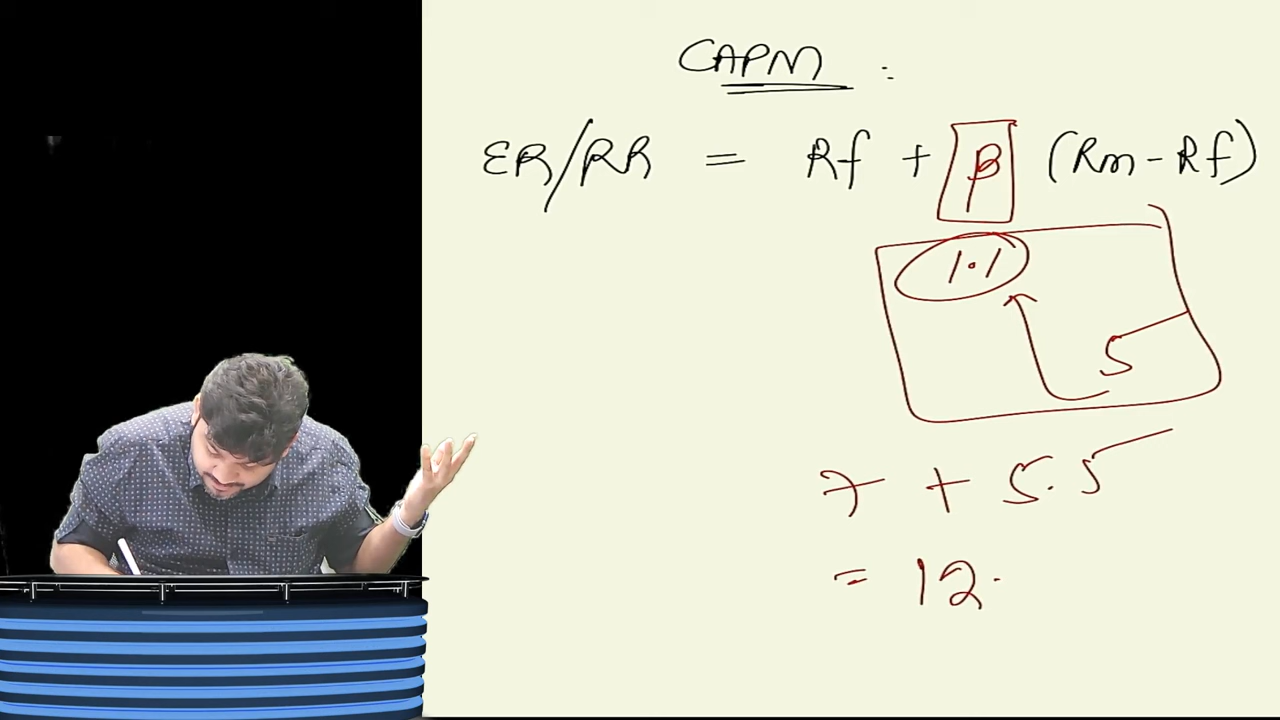 CAPM :
ER/RR = Rf + β (Rm - Rf)
1.1
5
7 + 5.5
= 12.